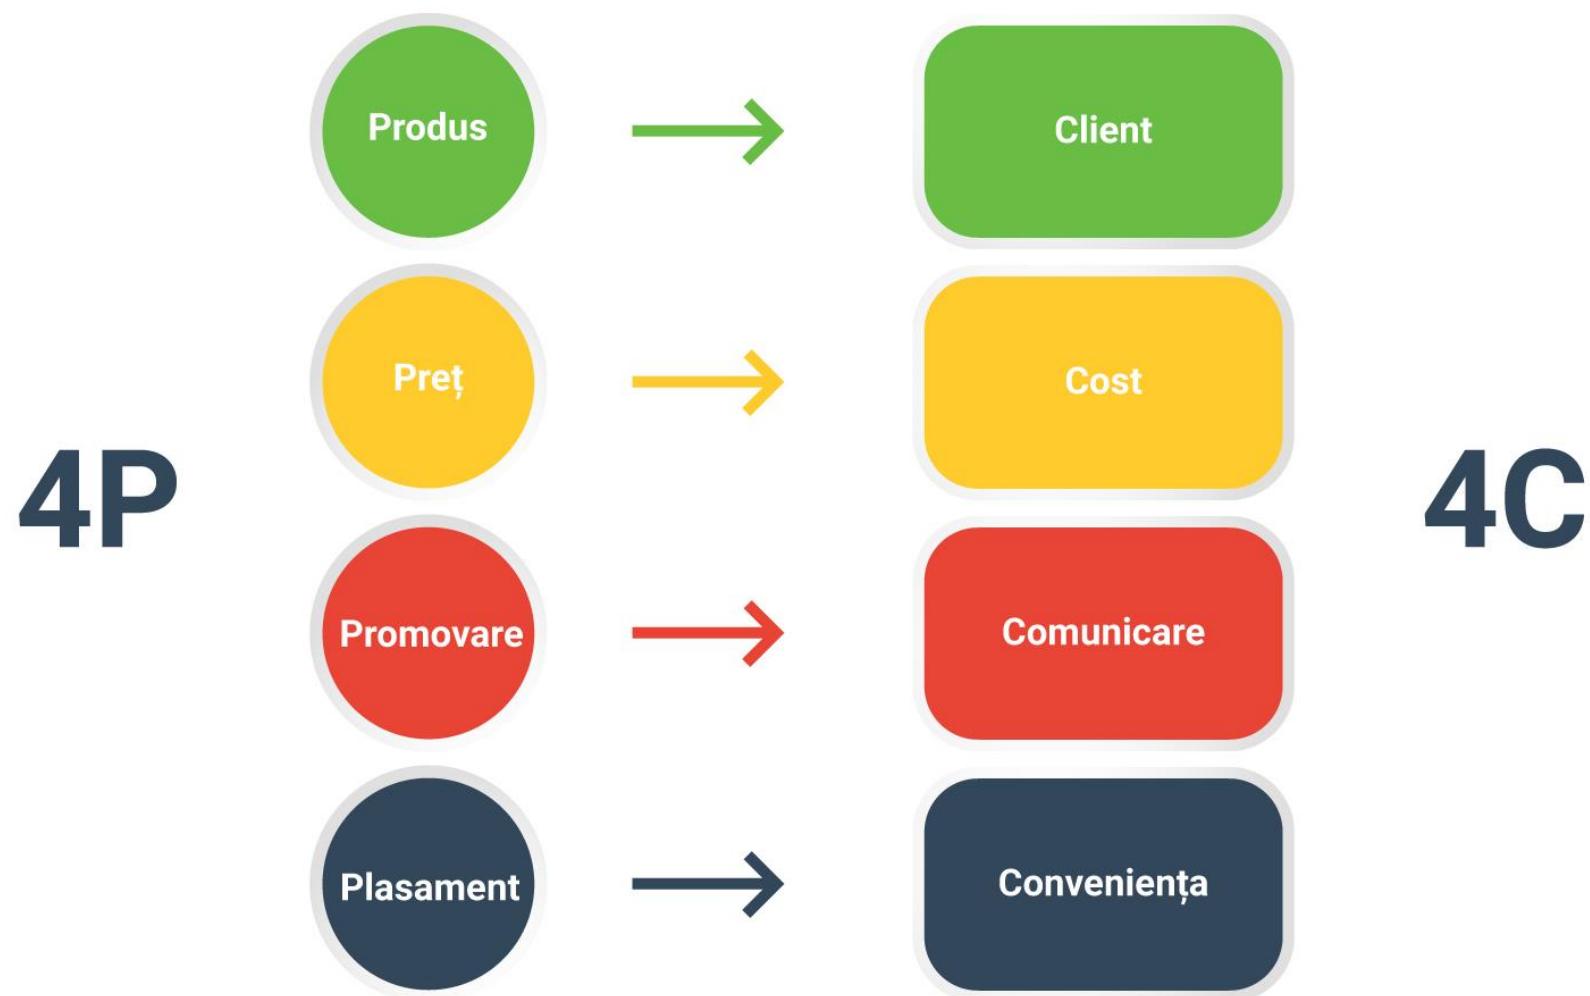 Produs
Client
Preț
Cost
4P
4C
Promovare
Comunicare
Plasament
Conveniența